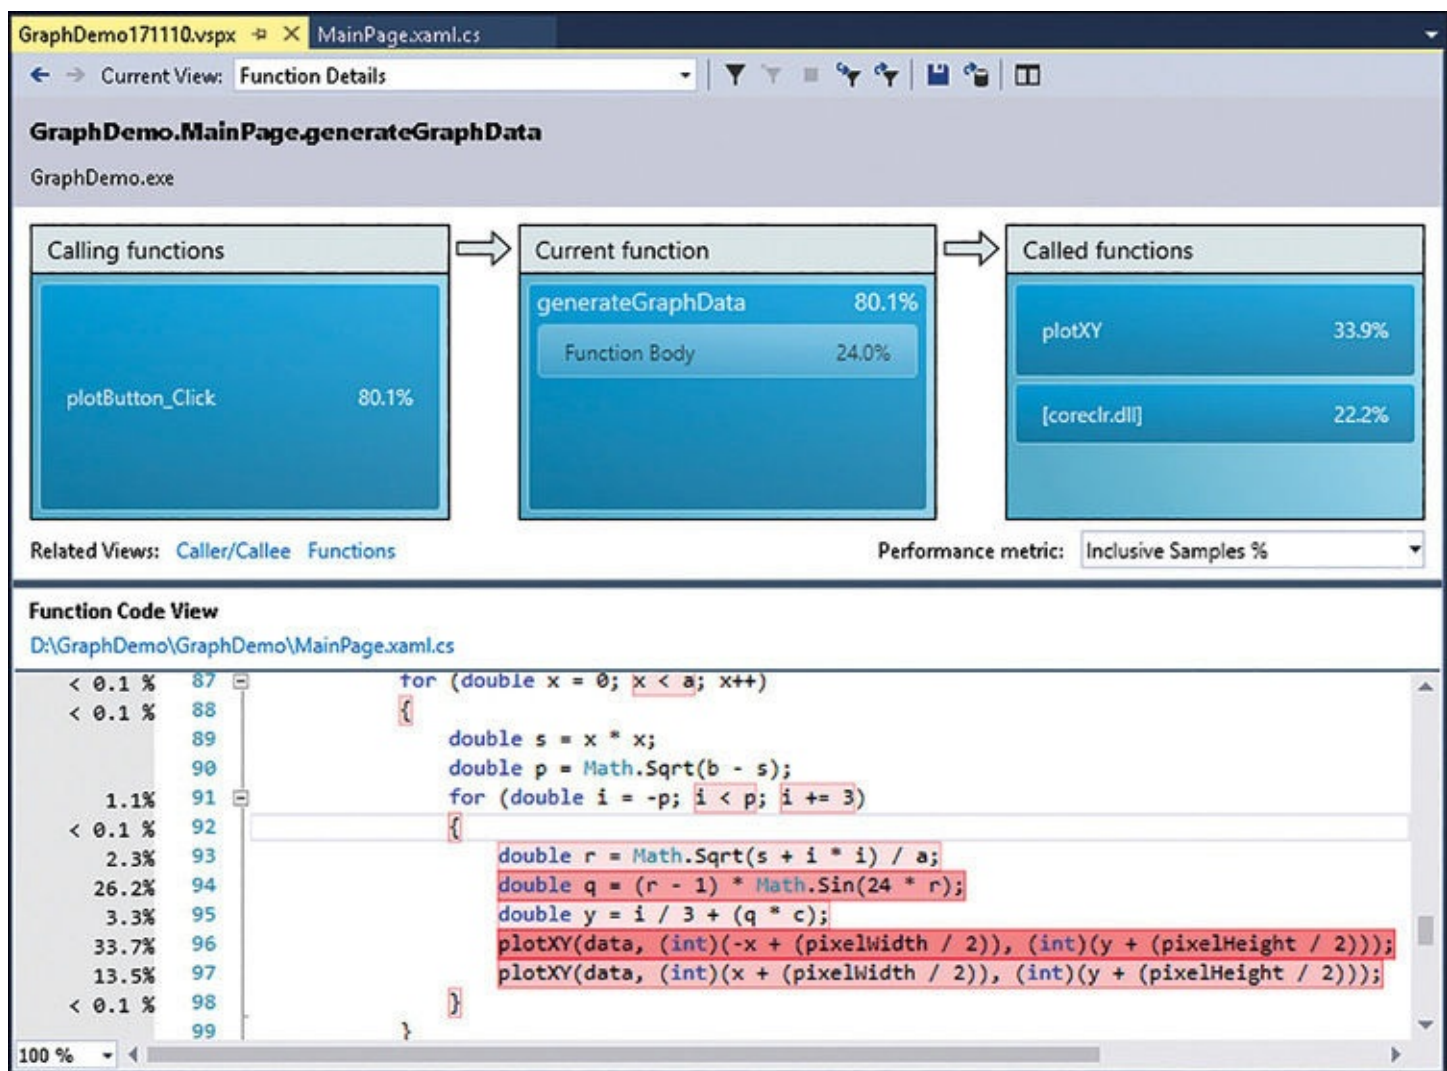 GraphDemo171110.vspx MainPage.xaml.cs
Current View: Function Details
GraphDemo.MainPage.generateGraphData
GraphDemo.exe
Calling functions
plotButton_Click 80.1%
Current function
generateGraphData 80.1%
Function Body 24.0%
Called functions
plotXY 33.9%
[coreclr.dll] 22.2%
Related Views: Caller/Callee Functions Performance metric: Inclusive Samples %
Function Code View
D:\GraphDemo\GraphDemo\MainPage.xaml.cs
< 0.1 % 87 for (double x = 0; x < a; x++)
< 0.1 % 88 {
89 double s = x * x;
90 double p = Math.Sqrt(b - s);
1.1% 91 for (double i = -p; i < p; i += 3)
< 0.1 % 92 {
2.3% 93 double r = Math.Sqrt(s + i * i) / a;
26.2% 94 double q = (r - 1) * Math.Sin(24 * r);
3.3% 95 double y = i / 3 + (q * c);
33.7% 96 plotXY(data, (int)(-x + (pixelWidth / 2)), (int)(y + (pixelHeight / 2)));
13.5% 97 plotXY(data, (int)(x + (pixelWidth / 2)), (int)(y + (pixelHeight / 2)));
< 0.1 % 98 }
99 }
100 %